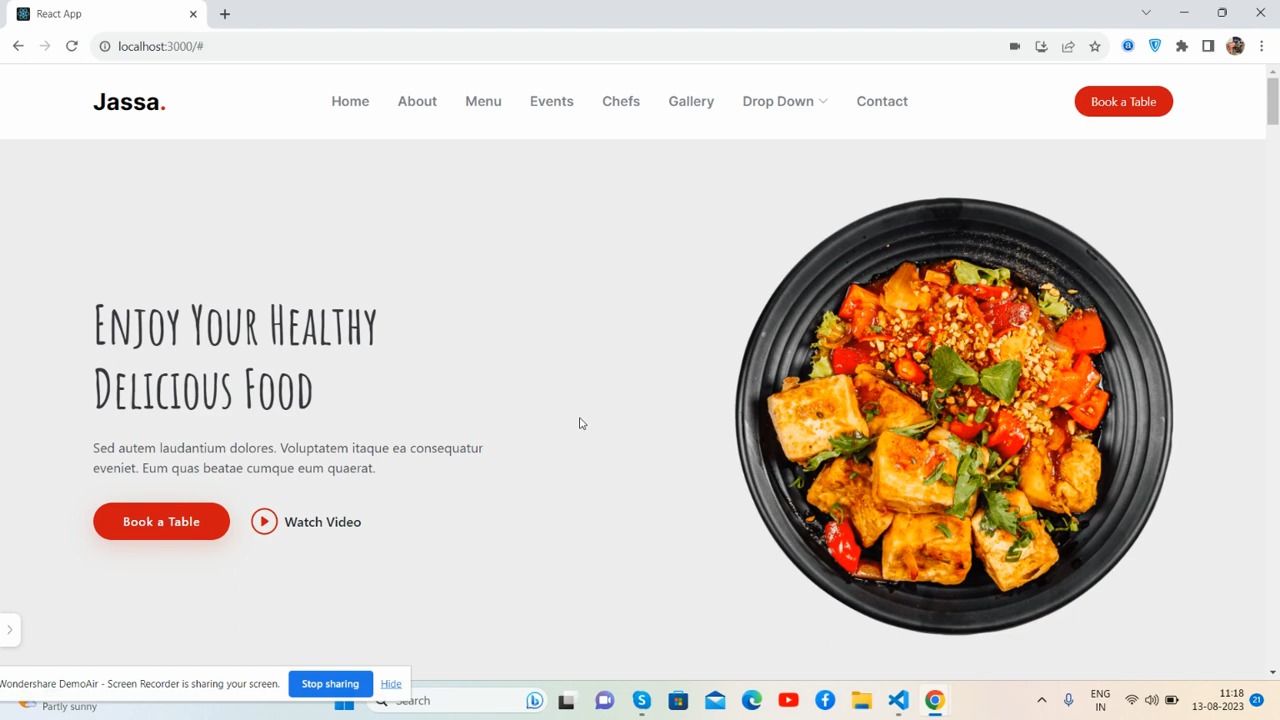 React App
localhost:3000/#
Jassa.
Home About Menu Events Chefs Gallery Drop Down Contact
Book a Table
Enjoy Your Healthy
Delicious Food
Sed autem laudantium dolores. Voluptatem itaque ea consequatur
eveniet. Eum quas beatae cumque eum quaerat.
Book a Table
Watch Video
Wondershare DemoAir - Screen Recorder is sharing your screen.
Stop sharing
Hide
Partly sunny
Search
ENG
IN
11:18
13-08-2023
21